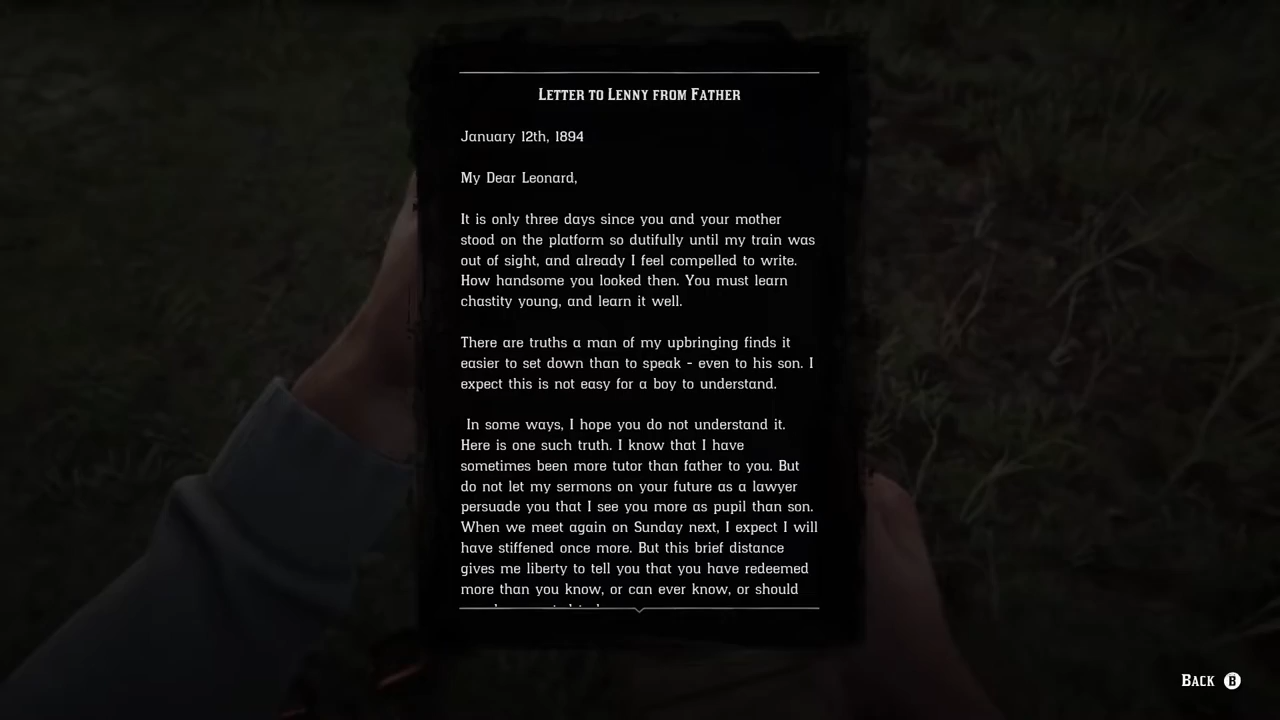 Letter to Lenny from Father
January 12th, 1894
My Dear Leonard,
It is only three days since you and your mother
stood on the platform so dutifully until my train was
out of sight, and already I feel compelled to write.
How handsome you looked then. You must learn
chastity young, and learn it well.
There are truths a man of my upbringing finds it
easier to set down than to speak - even to his son. I
expect this is not easy for a boy to understand.
In some ways, I hope you do not understand it.
Here is one such truth. I know that I have
sometimes been more tutor than father to you. But
do not let my sermons on your future as a lawyer
persuade you that I see you more as pupil than son.
When we meet again on Sunday next, I expect I will
have stiffened once more. But this brief distance
gives me liberty to tell you that you have redeemed
more than you know, or can ever know, or should
Back B